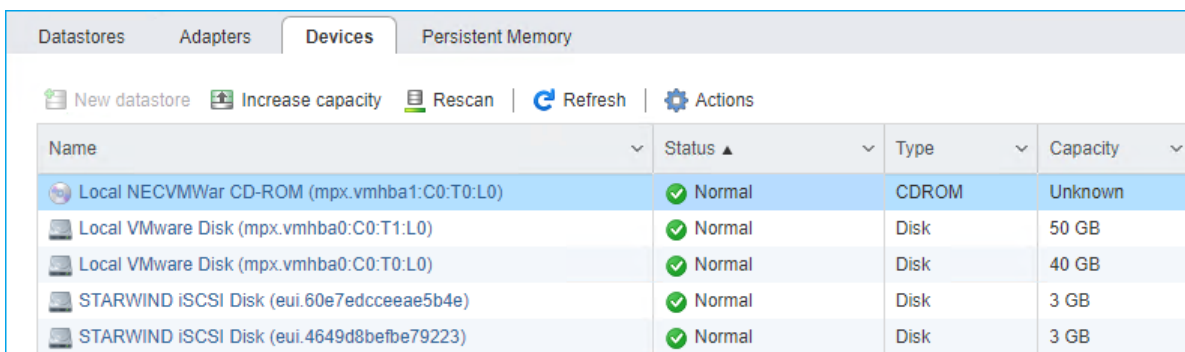 Datastores Adapters Devices Persistent Memory
New datastore Increase capacity Rescan Refresh Actions
Name Status Type Capacity
Local NECVMWar CD-ROM (mpx.vmhba1:C0:T0:L0) Normal CDROM Unknown
Local VMware Disk (mpx.vmhba0:C0:T1:L0) Normal Disk 50 GB
Local VMware Disk (mpx.vmhba0:C0:T0:L0) Normal Disk 40 GB
STARWIND iSCSI Disk (eui.60e7edcceeae5b4e) Normal Disk 3 GB
STARWIND iSCSI Disk (eui.4649d8befbe79223) Normal Disk 3 GB